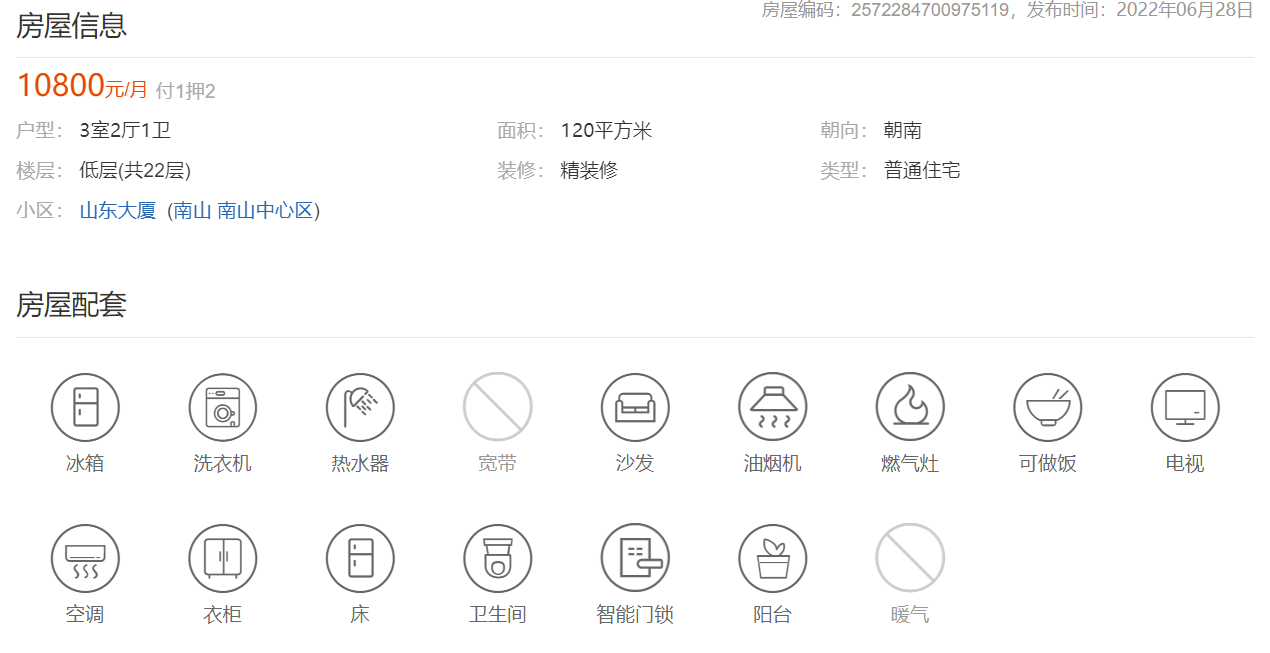 房屋编码：2572284700975119，发布时间：2022年06月28日
房屋信息
10800元/月 付1押2
户型： 3室2厅1卫 面积： 120平方米 朝向： 朝南
楼层： 低层(共22层) 装修： 精装修 类型： 普通住宅
小区： 山东大厦 (南山 南山中心区)
房屋配套
冰箱 洗衣机 热水器 宽带 沙发 油烟机 燃气灶 可做饭 电视
空调 衣柜 床 卫生间 智能门锁 阳台 暖气